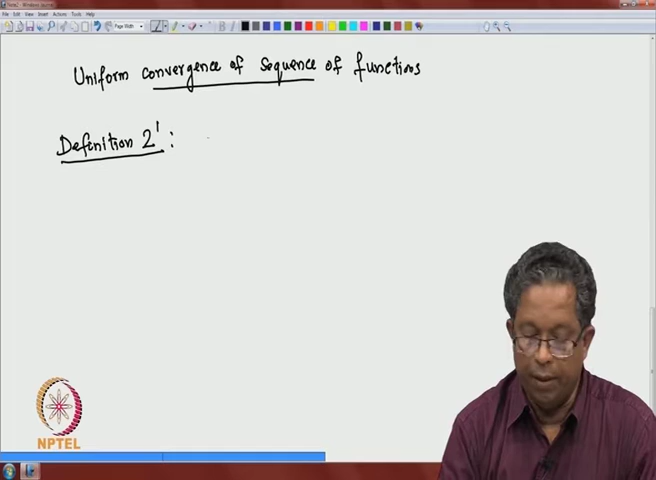 Uniform convergence of sequence of functions
Definition 2':
NPTEL